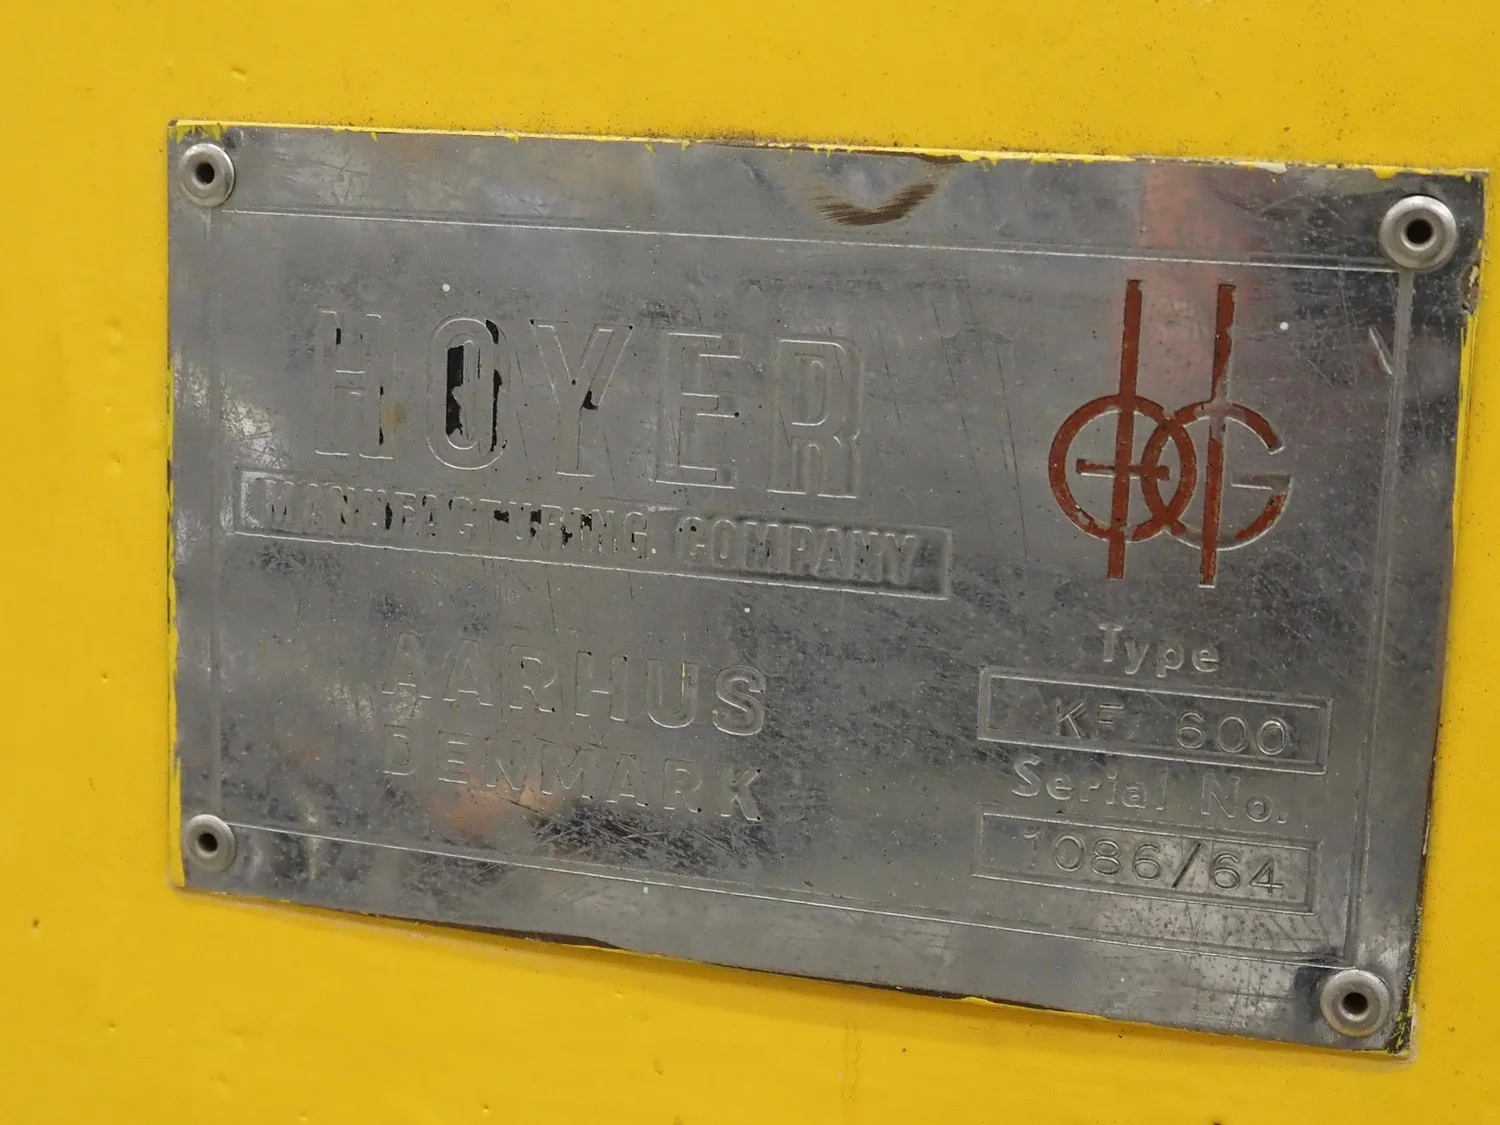 HOYER
MANUFACTURING COMPANY
AARHUS
DENMARK
Type
KF 600
Serial No.
1086/64